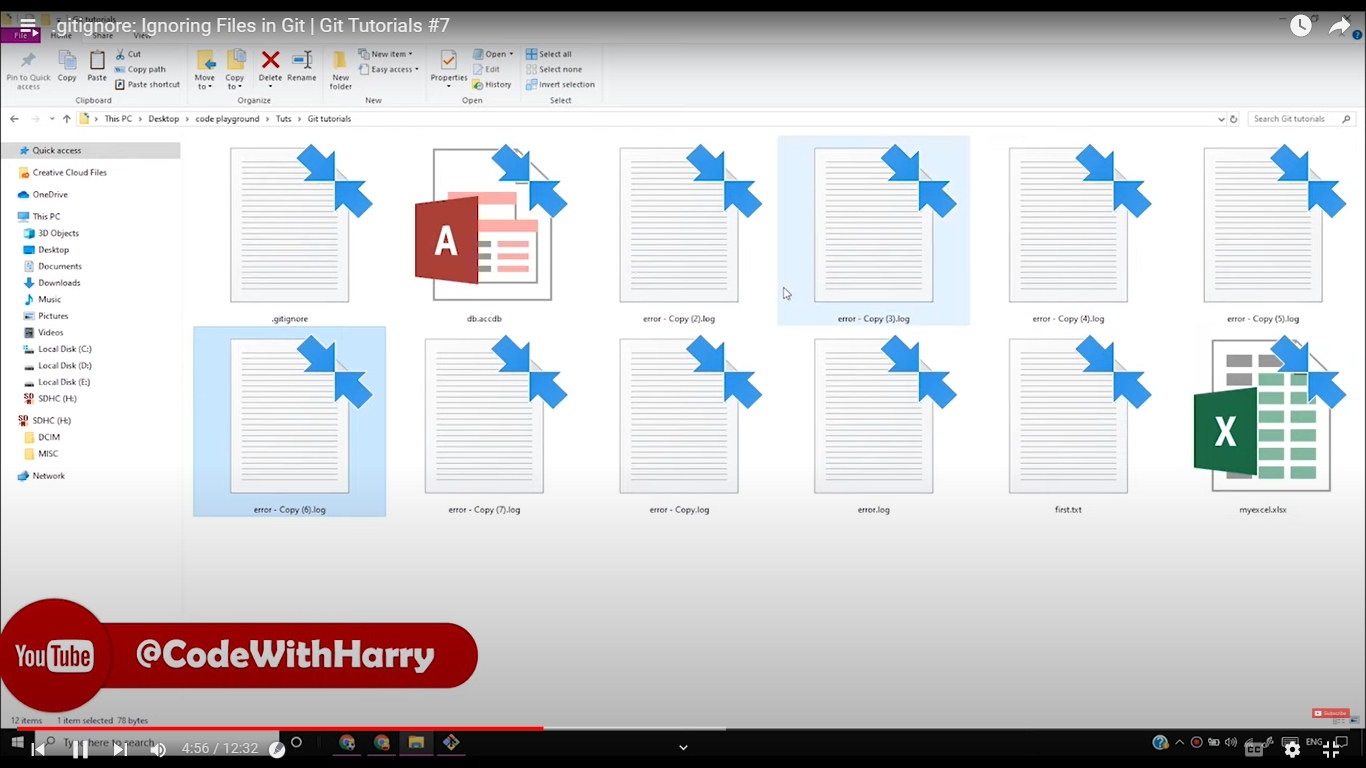 .gitignore: Ignoring Files in Git | Git Tutorials #7
Git tutorials
File Home Share View
Pin to Quick access
Copy
Paste
Cut
Copy path
Paste shortcut
Clipboard
Move to
Copy to
Delete
Rename
Organize
New folder
New item
Easy access
New
Properties
Open
Edit
History
Open
Select all
Select none
Invert selection
Select
This PC > Desktop > code playground > Tuts > Git tutorials
Search Git tutorials
Quick access
Creative Cloud Files
OneDrive
This PC
3D Objects
Desktop
Documents
Downloads
Music
Pictures
Videos
Local Disk (C:)
Local Disk (D:)
Local Disk (E:)
SDHC (H:)
SDHC (H:)
DCIM
MISC
Network
A
.gitignore
db.accdb
error - Copy (2).log
error - Copy (3).log
error - Copy (4).log
error - Copy (5).log
X
error - Copy (6).log
error - Copy (7).log
error - Copy.log
error.log
first.txt
myexcel.xlsx
YouTube
@CodeWithHarry
Subscribe
12 items 1 item selected 78 bytes
Type here to search
4:56 / 12:32
CC
ENG